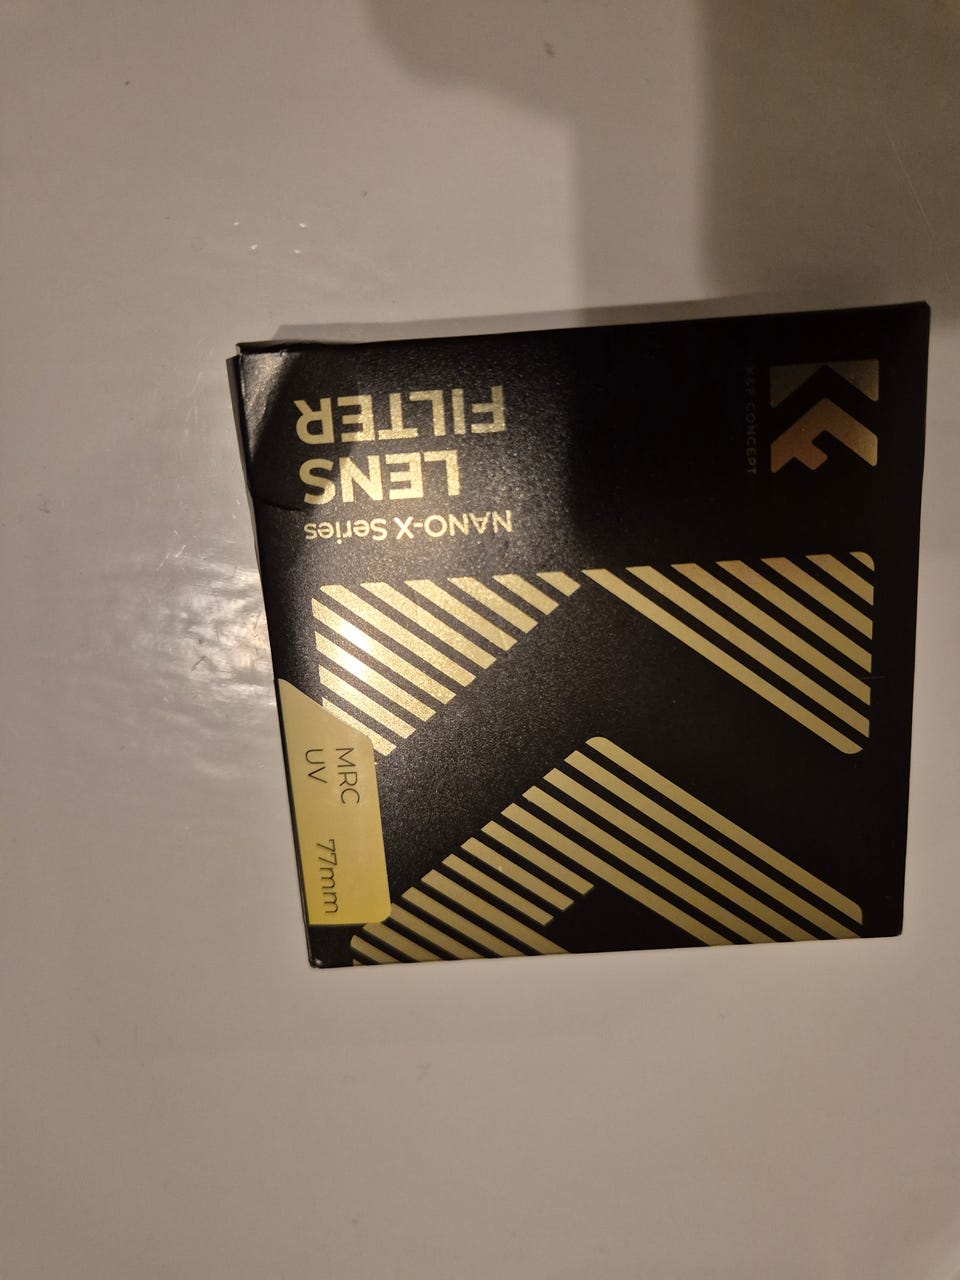 K&F CONCEPT
NANO-X Series
LENS
FILTER
MRC
UV 77mm